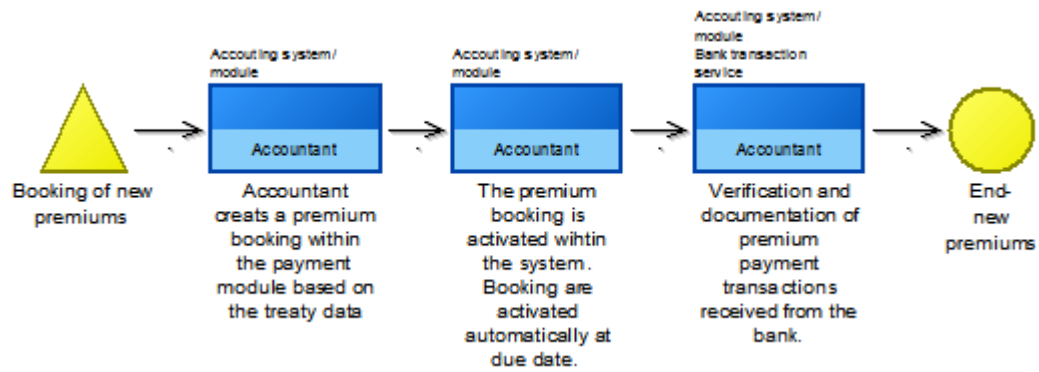 Booking of new
premiums
Accouting system/
module
Accountant
Accountant
creats a premium
booking within
the payment
module based on
the treaty data
Accouting system/
module
Accountant
The premium
booking is
activated wihtin
the system.
Booking are
activated
automatically at
due date.
Accouting system/
module
Bank transaction
service
Accountant
Verification and
documentation of
premium
payment
transactions
received from the
bank.
End-
new
premiums